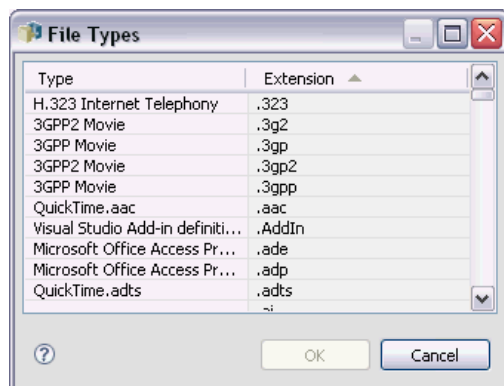 File Types
Type Extension
H.323 Internet Telephony .323
3GPP2 Movie .3g2
3GPP Movie .3gp
3GPP2 Movie .3gp2
3GPP Movie .3gpp
QuickTime.aac .aac
Visual Studio Add-in definiti... .AddIn
Microsoft Office Access Pr... .ade
Microsoft Office Access Pr... .adp
QuickTime.adts .adts
? OK Cancel